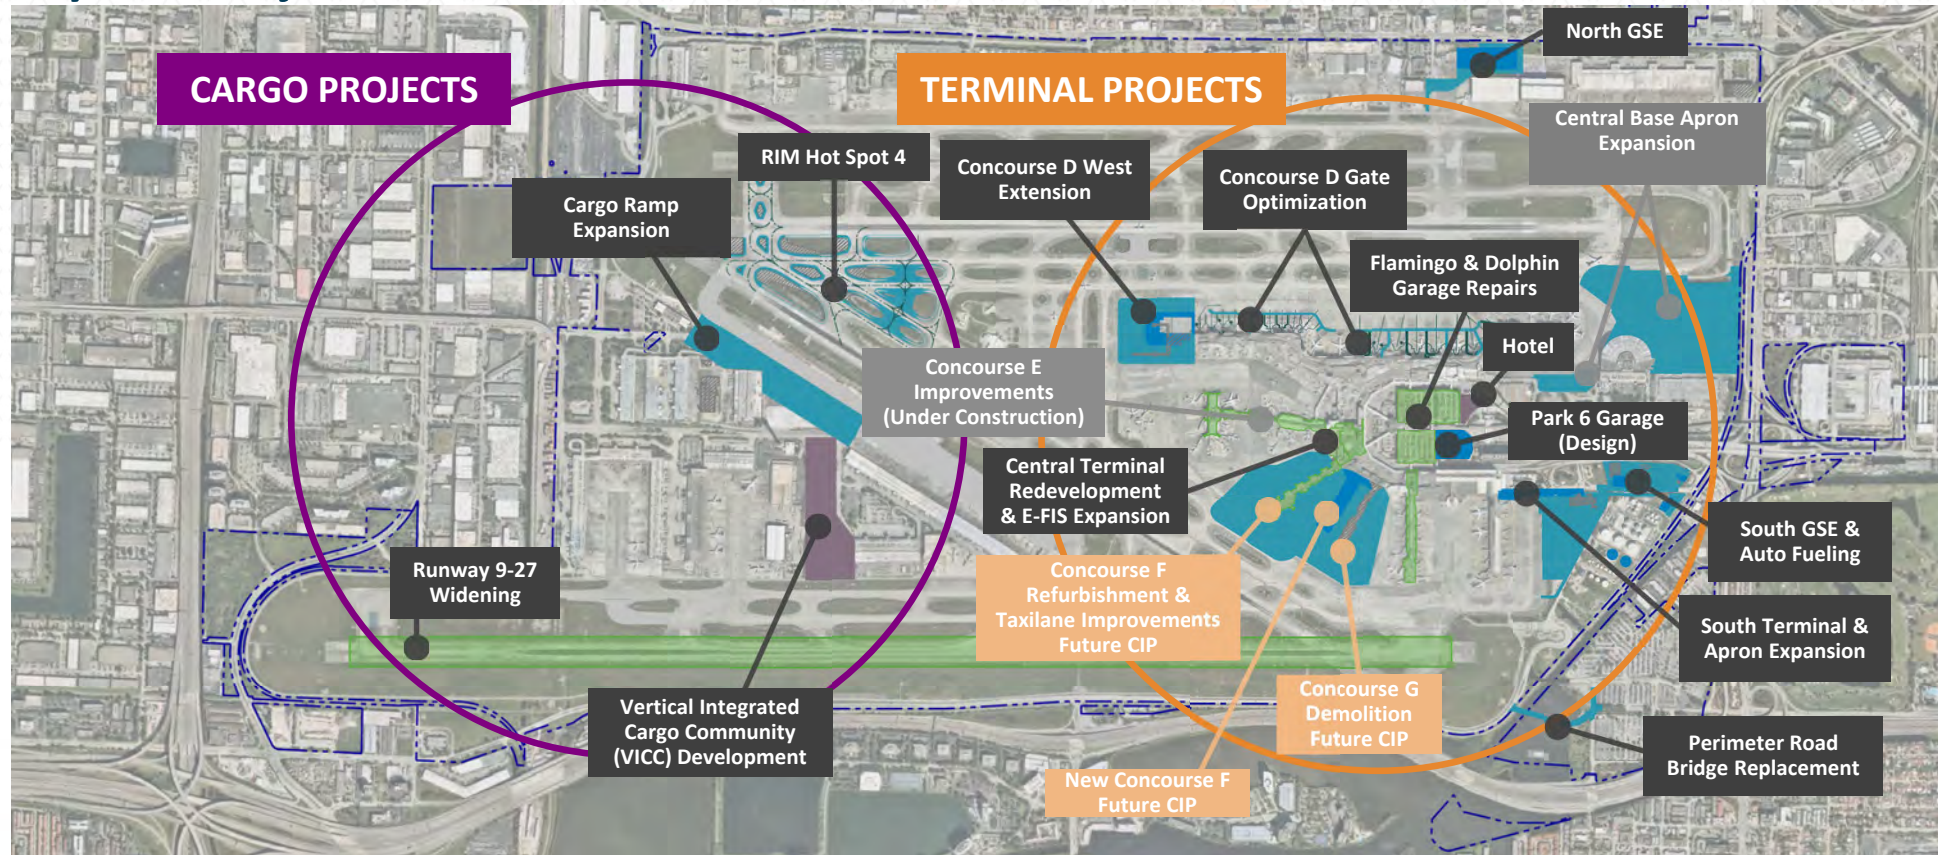 CARGO PROJECTS
TERMINAL PROJECTS
North GSE
Central Base Apron
Expansion
RIM Hot Spot 4
Concourse D West
Extension
Concourse D Gate
Optimization
Cargo Ramp
Expansion
Flamingo & Dolphin
Garage Repairs
Hotel
Concourse E
Improvements
(Under Construction)
Park 6 Garage
(Design)
Central Terminal
Redevelopment
& E-FIS Expansion
South GSE &
Auto Fueling
Runway 9-27
Widening
Concourse F
Refurbishment &
Taxilane Improvements
Future CIP
South Terminal &
Apron Expansion
Vertical Integrated
Cargo Community
(VICC) Development
Concourse G
Demolition
Future CIP
Perimeter Road
Bridge Replacement
New Concourse F
Future CIP